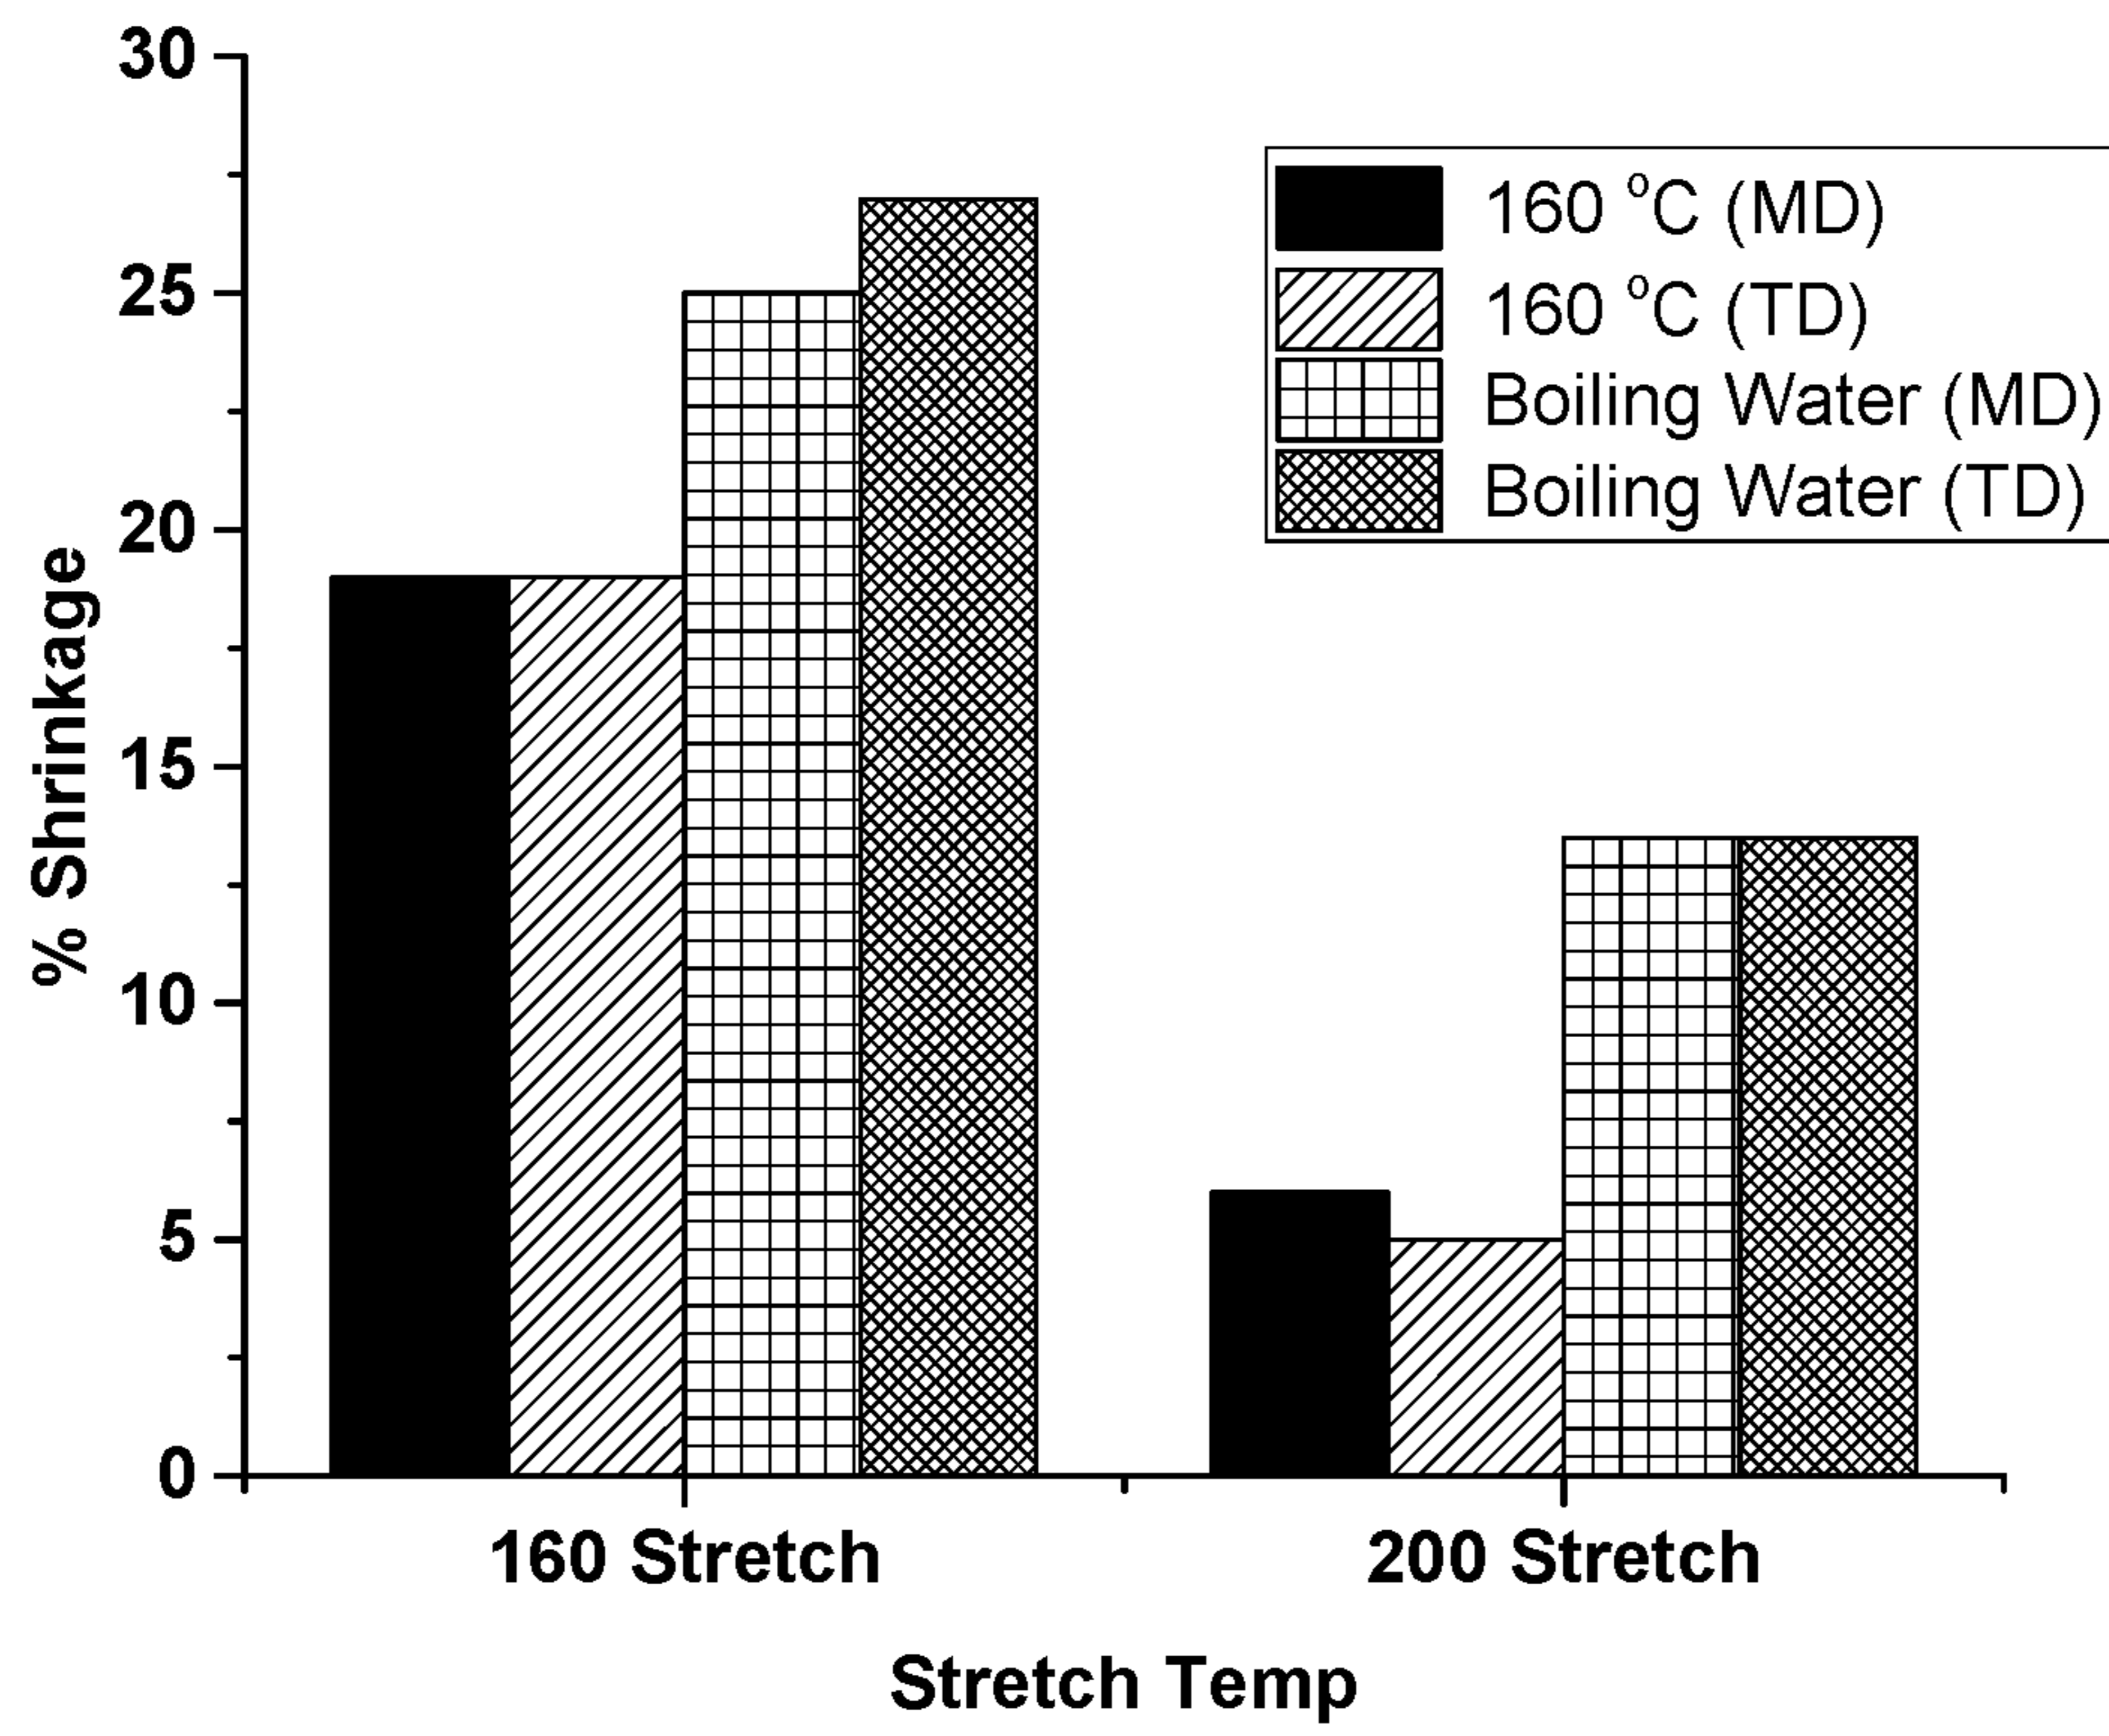 30
25
20
15
10
5
0
% Shrinkage
160 °C (MD)
160 °C (TD)
Boiling Water (MD)
Boiling Water (TD)
160 Stretch
200 Stretch
Stretch Temp